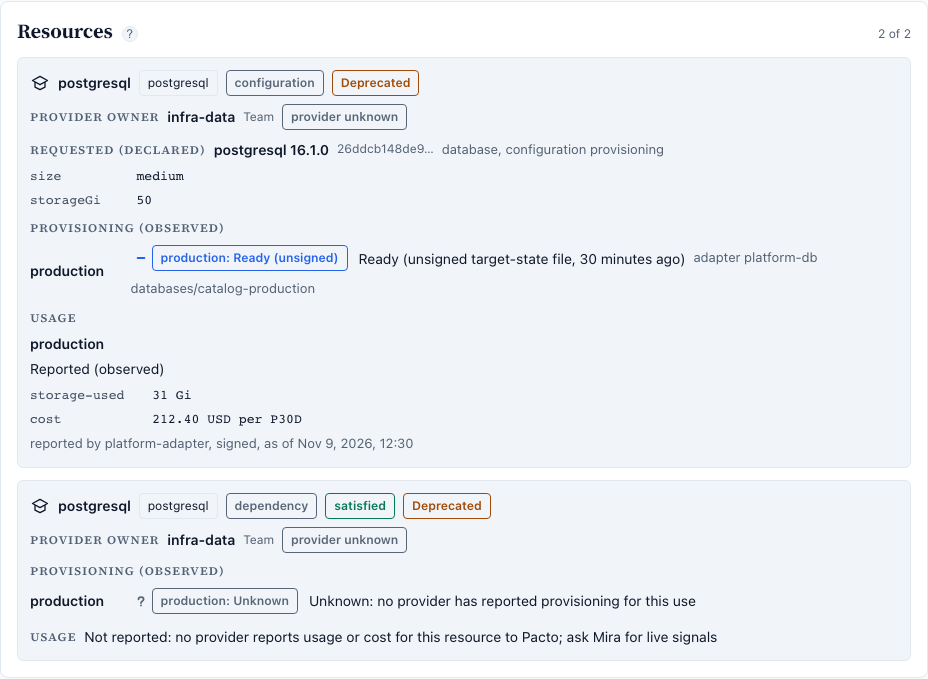 Resources ? 2 of 2
postgresql postgresql configuration Deprecated
PROVIDER OWNER infra-data Team provider unknown
REQUESTED (DECLARED) postgresql 16.1.0 26ddcb148de9… database, configuration provisioning
size medium
storageGi 50
PROVISIONING (OBSERVED)
production – production: Ready (unsigned) Ready (unsigned target-state file, 30 minutes ago) adapter platform-db
databases/catalog-production
USAGE
production
Reported (observed)
storage-used 31 Gi
cost 212.40 USD per P30D
reported by platform-adapter, signed, as of Nov 9, 2026, 12:30
postgresql postgresql dependency satisfied Deprecated
PROVIDER OWNER infra-data Team provider unknown
PROVISIONING (OBSERVED)
production ? production: Unknown Unknown: no provider has reported provisioning for this use
USAGE Not reported: no provider reports usage or cost for this resource to Pacto; ask Mira for live signals